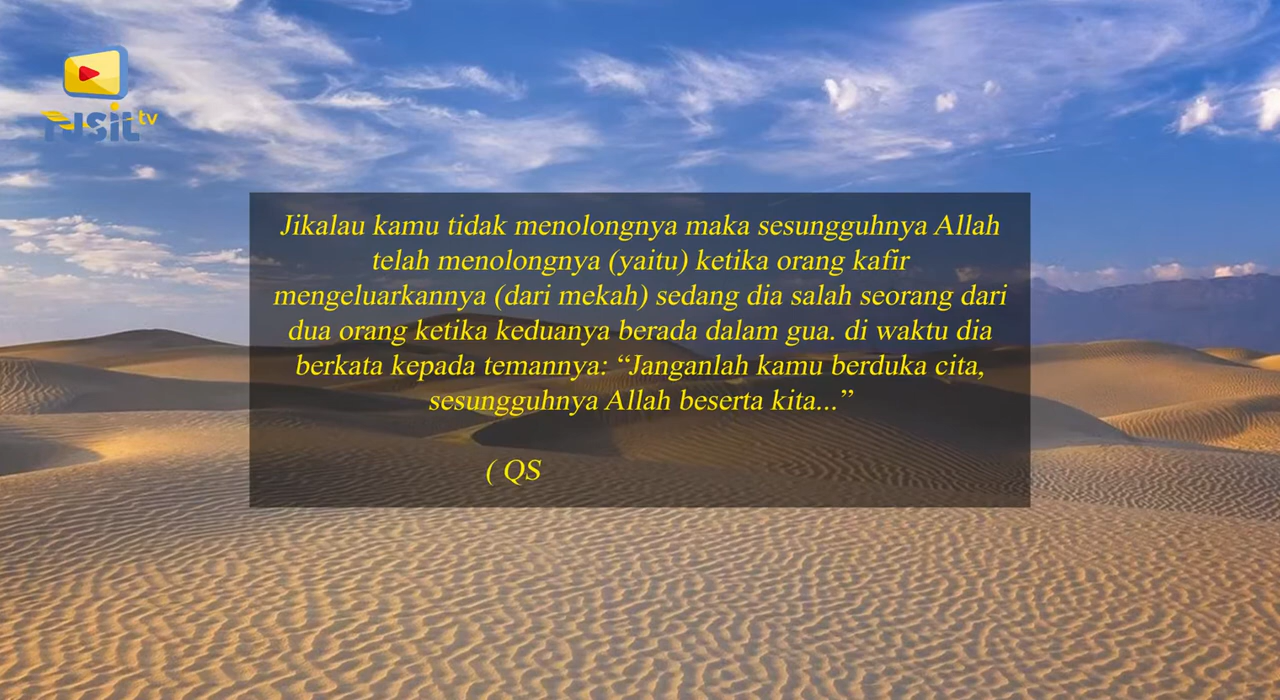 tv
Jikalau kamu tidak menolongnya maka sesungguhnya Allah
telah menolongnya (yaitu) ketika orang kafir
mengeluarkannya (dari mekah) sedang dia salah seorang dari
dua orang ketika keduanya berada dalam gua. di waktu dia
berkata kepada temannya: “Janganlah kamu berduka cita,
sesungguhnya Allah beserta kita...”
( QS